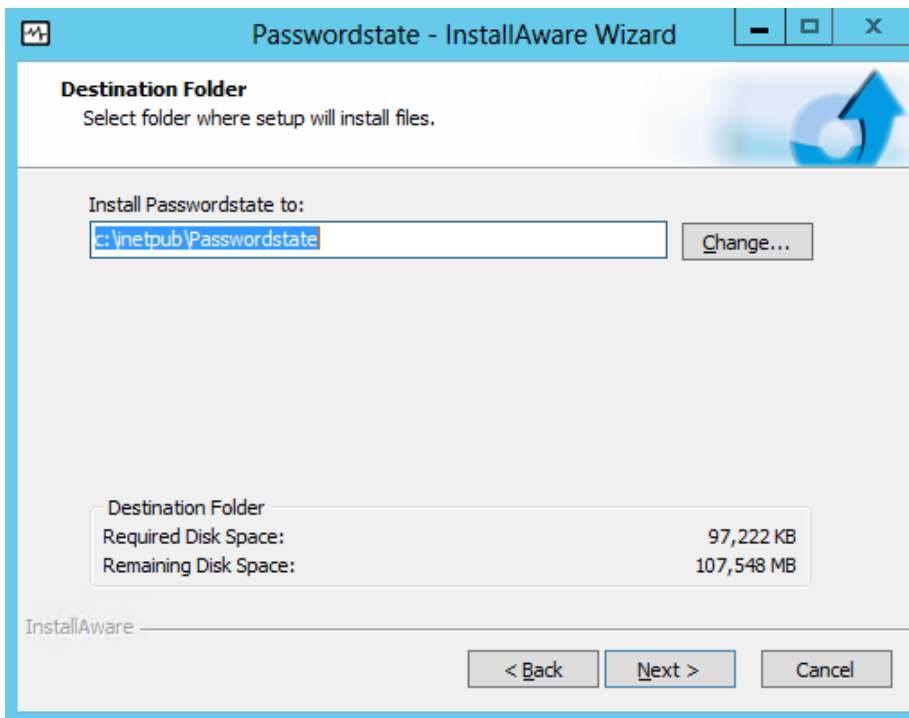 Passwordstate - InstallAware Wizard
Destination Folder
Select folder where setup will install files.
Install Passwordstate to:
c:\inetpub\Passwordstate
Change...
Destination Folder
Required Disk Space: 97,222 KB
Remaining Disk Space: 107,548 MB
InstallAware
< Back Next > Cancel